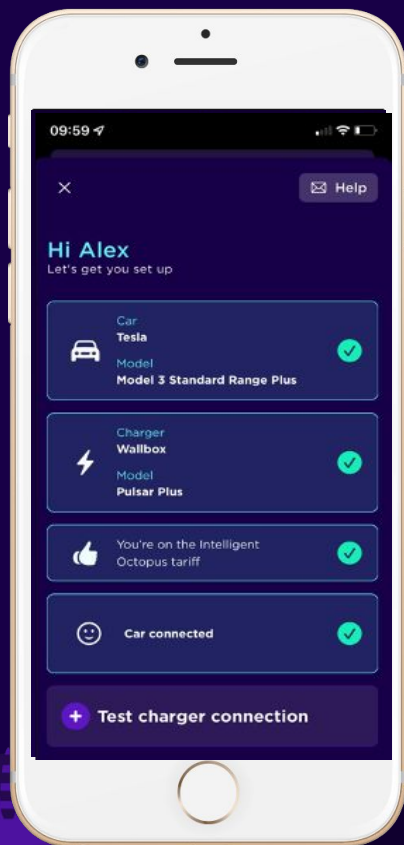 09:59
Help
Hi Alex
Let's get you set up
Car
Tesla
Model
Model 3 Standard Range Plus
Charger
Wallbox
Model
Pulsar Plus
You're on the Intelligent
Octopus tariff
Car connected
Test charger connection